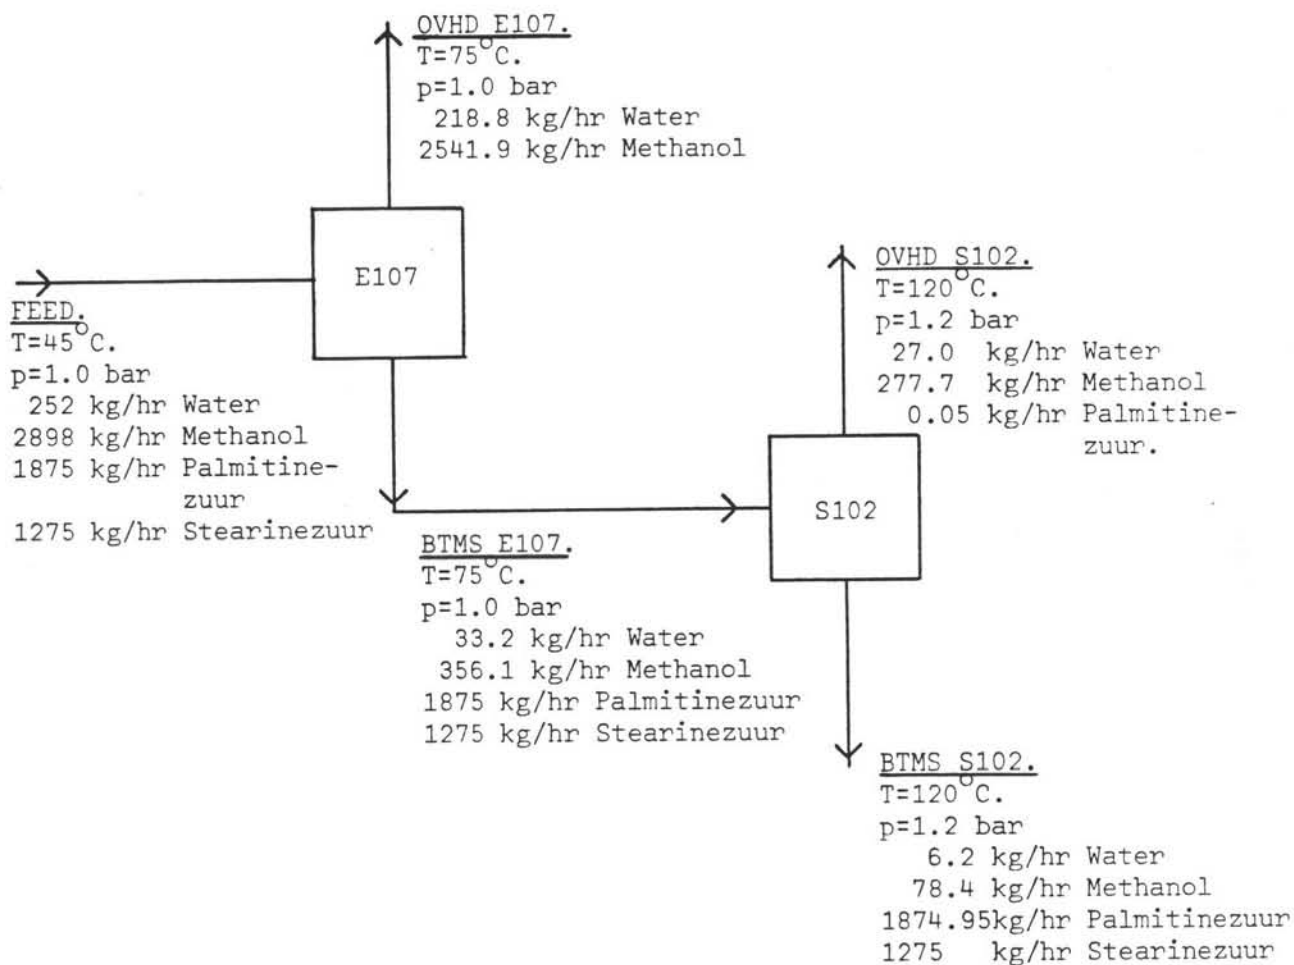 OVHD E107.
T=75°C.
p=1.0 bar
218.8 kg/hr Water
2541.9 kg/hr Methanol
E107
FEED.
T=45°C.
p=1.0 bar
252 kg/hr Water
2898 kg/hr Methanol
1875 kg/hr Palmitine-
zuur
1275 kg/hr Stearinezuur
BTMS E107.
T=75°C.
p=1.0 bar
33.2 kg/hr Water
356.1 kg/hr Methanol
1875 kg/hr Palmitinezuur
1275 kg/hr Stearinezuur
OVHD S102.
T=120°C.
p=1.2 bar
27.0 kg/hr Water
277.7 kg/hr Methanol
0.05 kg/hr Palmitine-
zuur.
S102
BTMS S102.
T=120°C.
p=1.2 bar
6.2 kg/hr Water
78.4 kg/hr Methanol
1874.95kg/hr Palmitinezuur
1275 kg/hr Stearinezuur